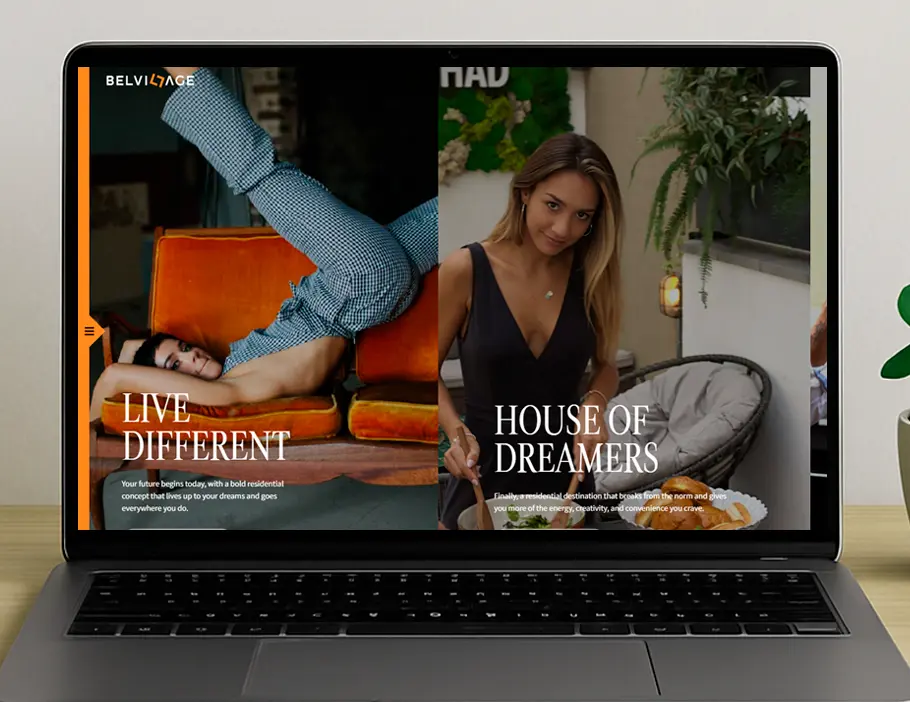 BELVILLAGE
HAD
LIVE
DIFFERENT
Your future begins today, with a bold residential
concept that lives up to your dreams and goes
everywhere you do.
HOUSE OF
DREAMERS
Finally, a residential destination that breaks from the norm and gives
you more of the energy, creativity, and convenience you crave.